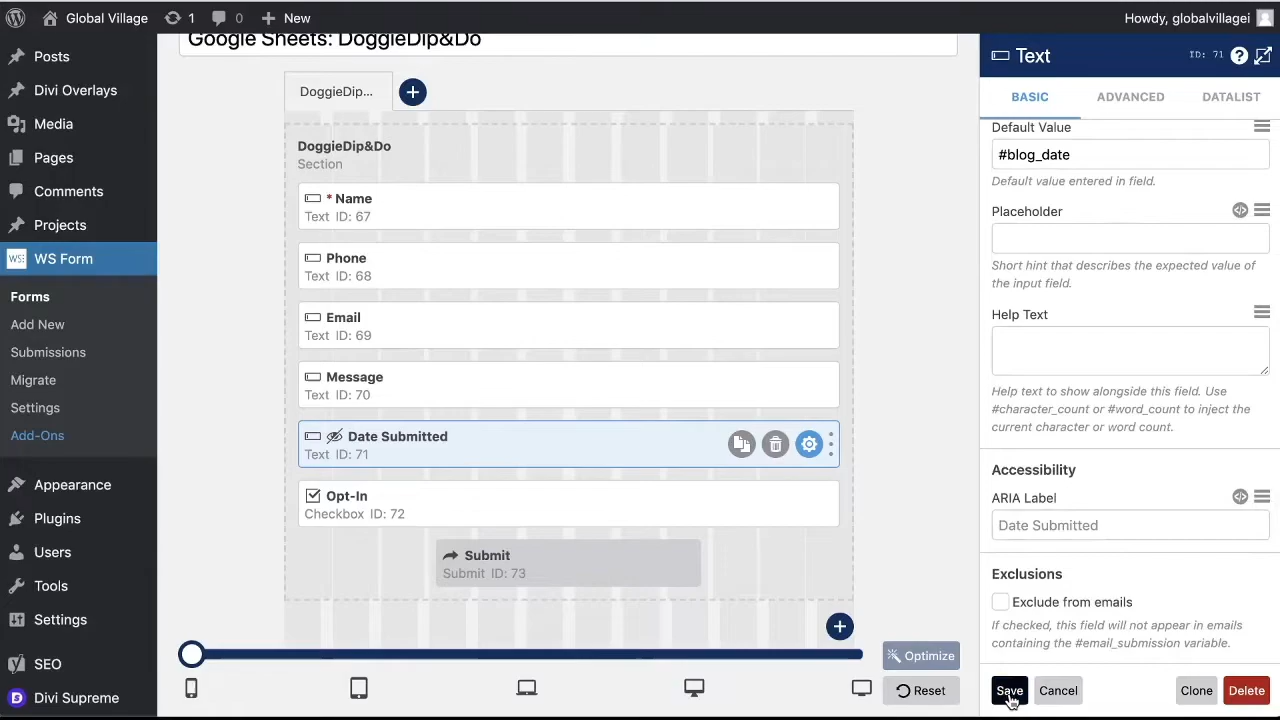 Global Village
1
0
New
Howdy, globalvillagei
Posts
Divi Overlays
Media
Pages
Comments
Projects
WS Form
Forms
Add New
Submissions
Migrate
Settings
Add-Ons
Appearance
Plugins
Users
Tools
Settings
SEO
Divi Supreme
Google Sheets: DoggieDip&Do
DoggieDip...
DoggieDip&Do
Section
* Name
Text ID: 67
Phone
Text ID: 68
Email
Text ID: 69
Message
Text ID: 70
Date Submitted
Text ID: 71
Opt-In
Checkbox ID: 72
Submit
Submit ID: 73
Optimize
Reset
Text
ID: 71
BASIC
ADVANCED
DATALIST
Default Value
#blog_date
Default value entered in field.
Placeholder
Short hint that describes the expected value of
the input field.
Help Text
Help text to show alongside this field. Use
#character_count or #word_count to inject the
current character or word count.
Accessibility
ARIA Label
Date Submitted
Exclusions
Exclude from emails
If checked, this field will not appear in emails
containing the #email_submission variable.
Save
Cancel
Clone
Delete